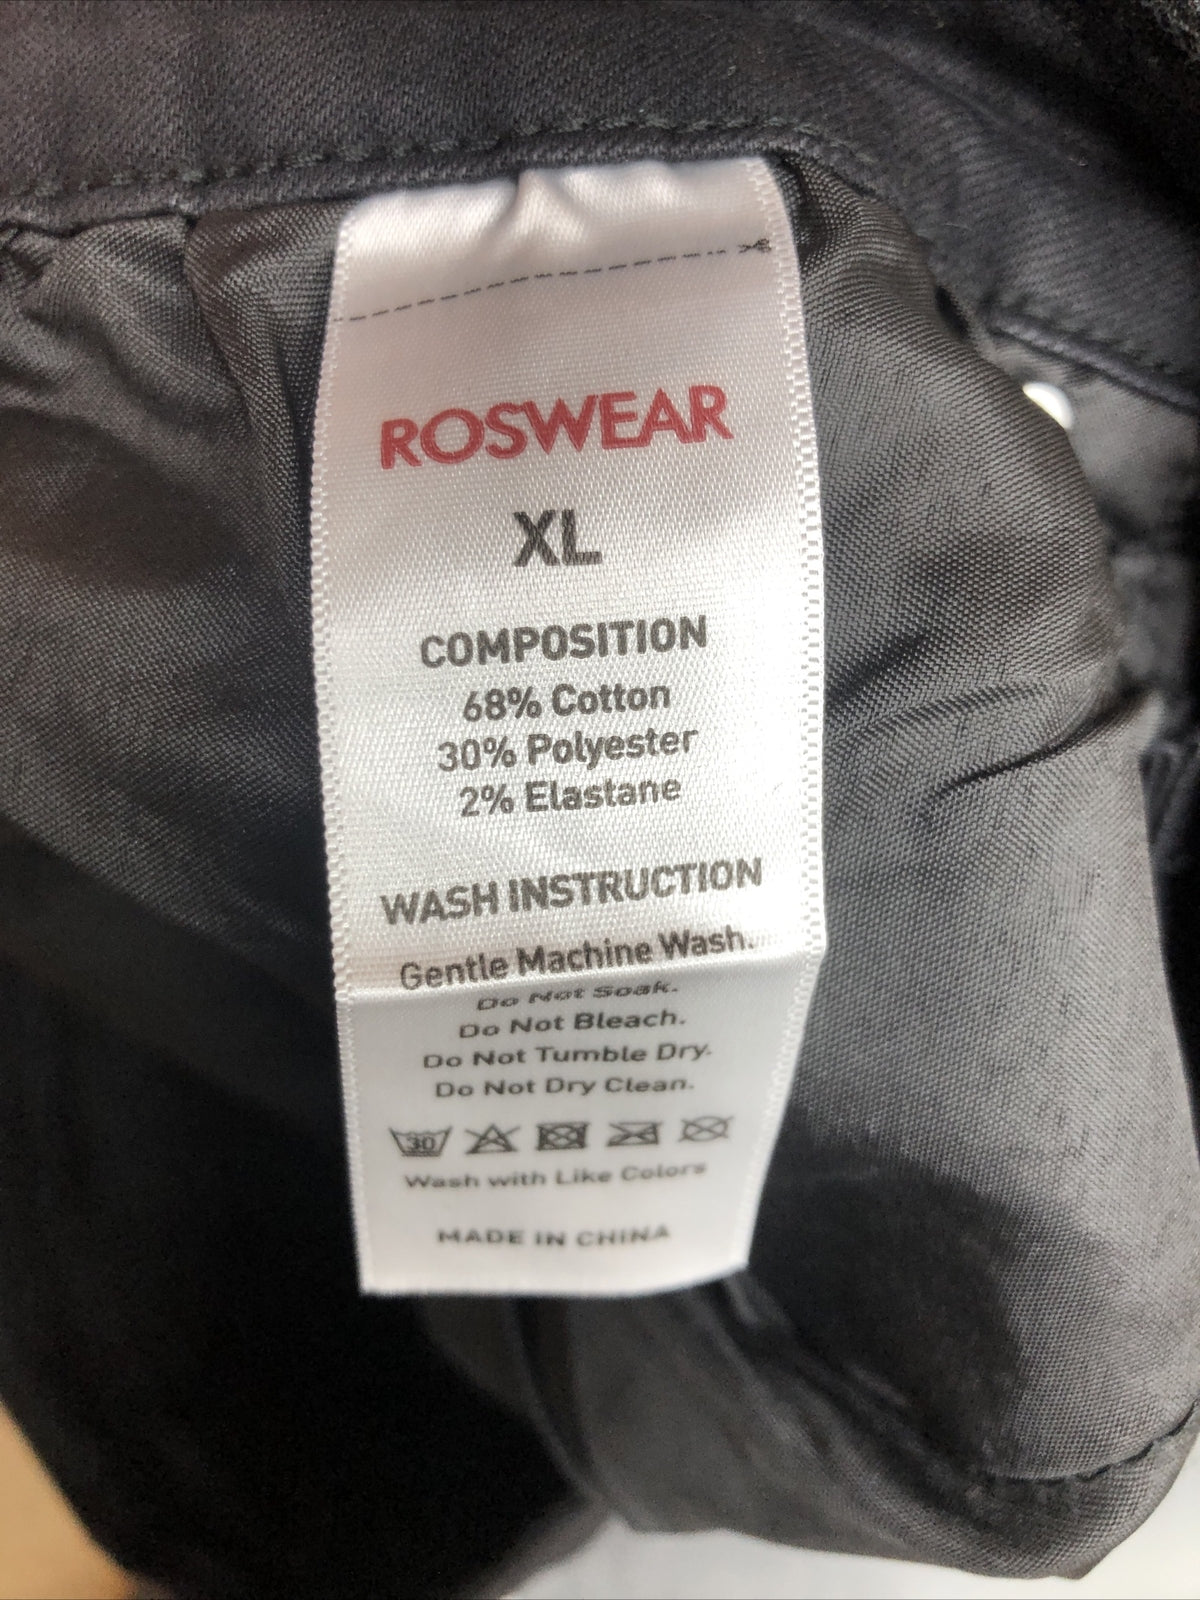 ROSWEAR
XL
COMPOSITION
68% Cotton
30% Polyester
2% Elastane
WASH INSTRUCTION
Gentle Machine Wash.
Do Not Soak.
Do Not Bleach.
Do Not Tumble Dry.
Do Not Dry Clean.
30
Wash with Like Colors
MADE IN CHINA